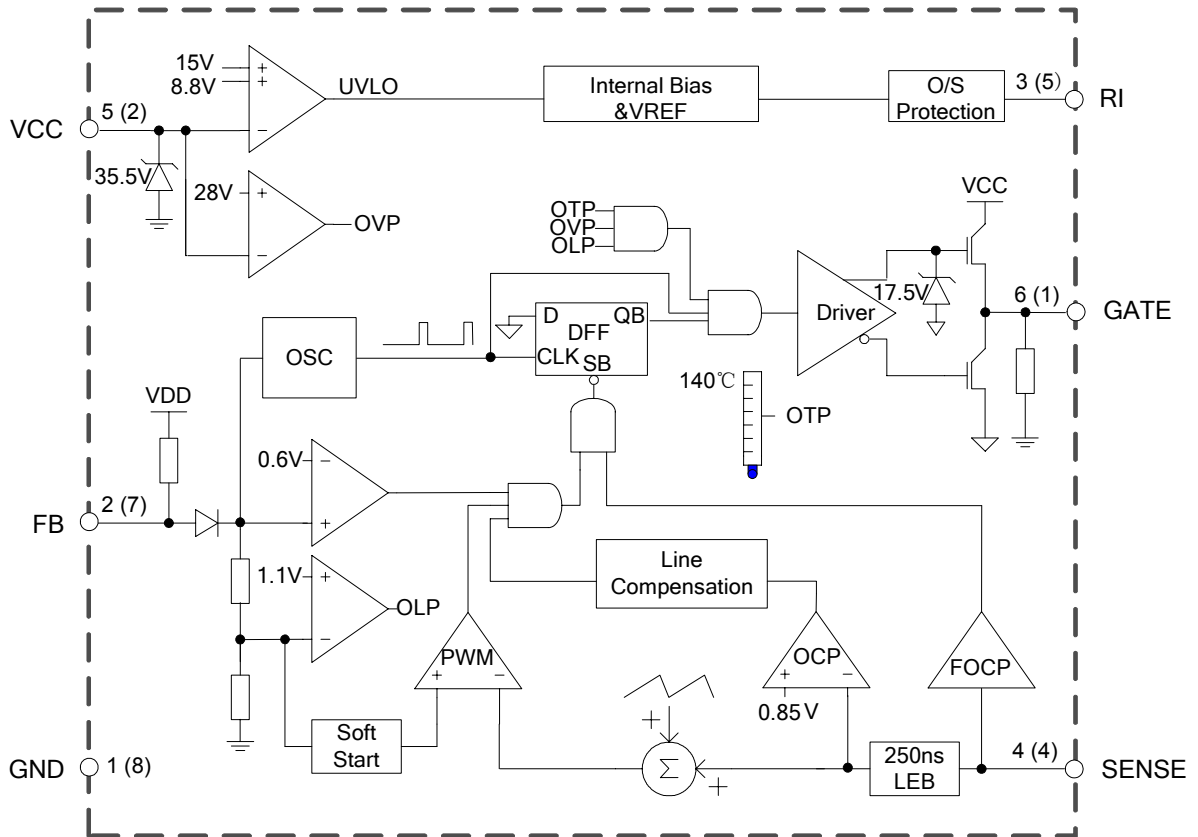 15V
+
8.8V
+
−
UVLO
Internal Bias
&VREF
O/S
Protection
3 (5)
RI
5 (2)
VCC
35.5V
28V
+
−
OVP
VCC
OTP
OVP
OLP
17.5V
Driver
6 (1)
GATE
D
QB
DFF
CLK
SB
OSC
140℃
OTP
VDD
0.6V
−
+
2 (7)
FB
1.1V
+
−
OLP
Line
Compensation
PWM
+
−
OCP
+
−
0.85V
FOCP
Soft
Start
+
Σ
+
250ns
LEB
4 (4)
SENSE
GND
1 (8)